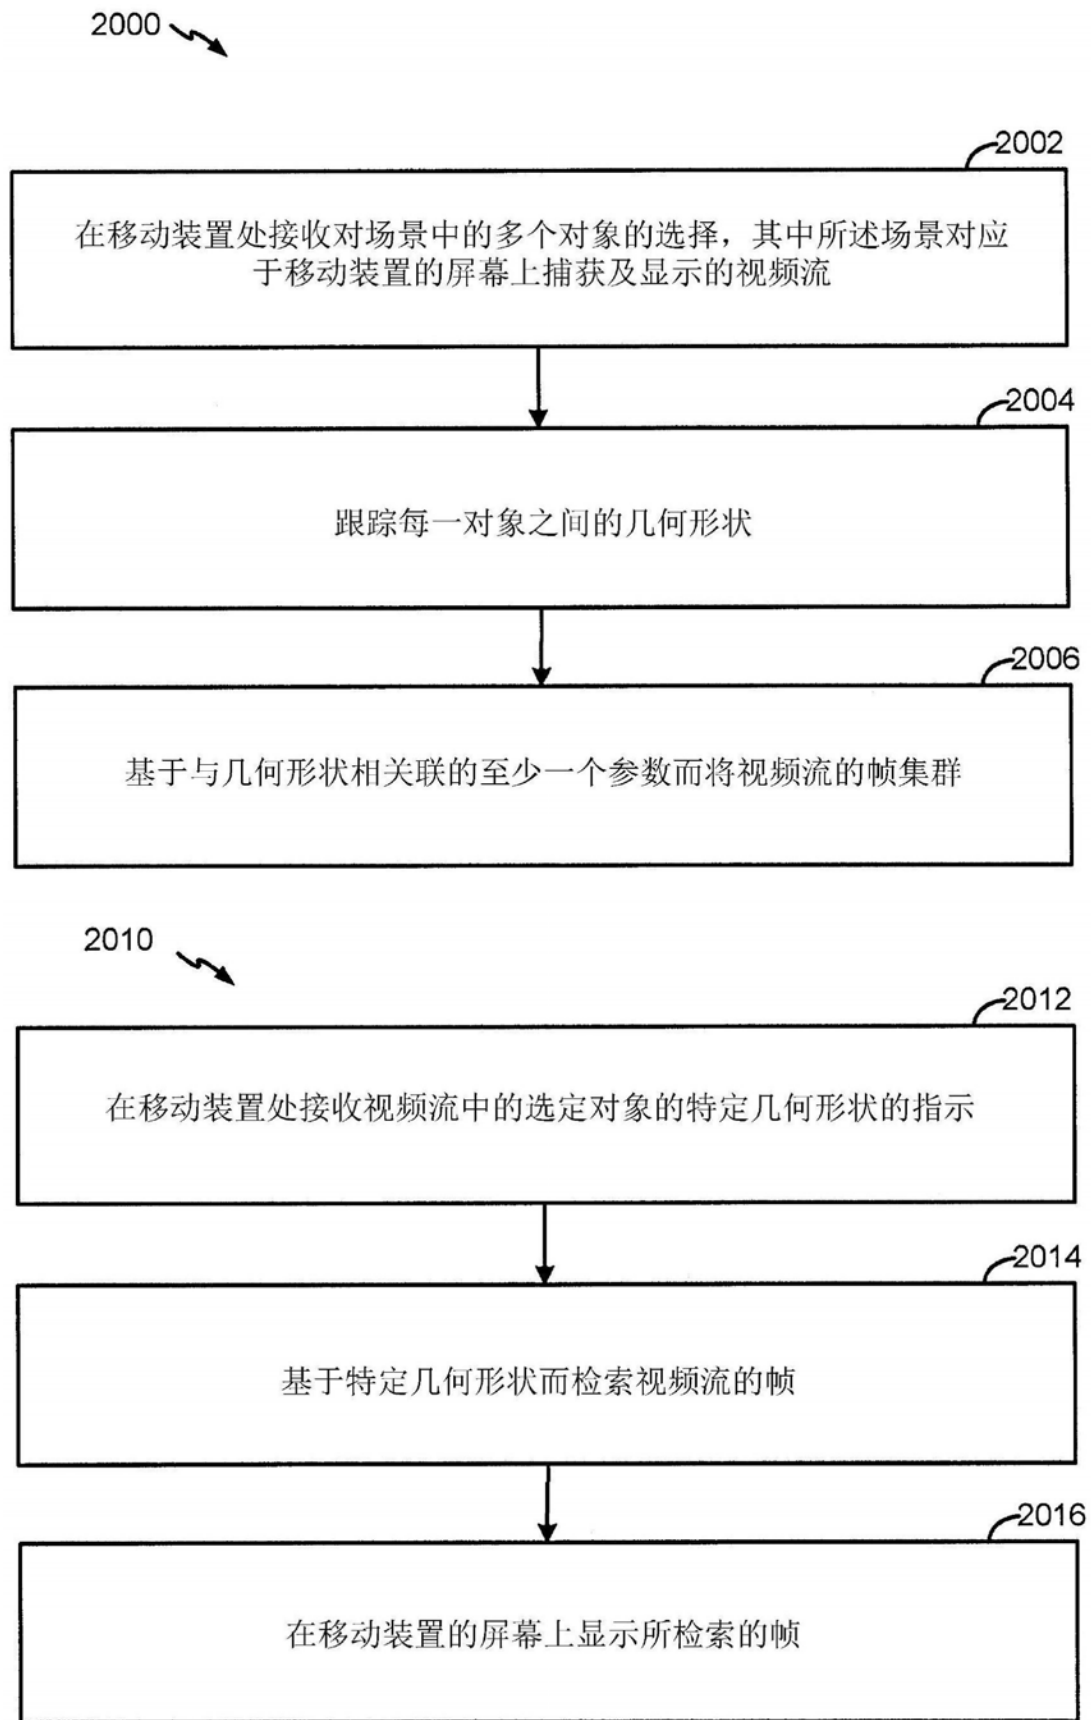 2000
2002
在移动装置处接收对场景中的多个对象的选择，其中所述场景对应
于移动装置的屏幕上捕获及显示的视频流
2004
跟踪每一对象之间的几何形状
2006
基于与几何形状相关联的至少一个参数而将视频流的帧集群
2010
2012
在移动装置处接收视频流中的选定对象的特定几何形状的指示
2014
基于特定几何形状而检索视频流的帧
2016
在移动装置的屏幕上显示所检索的帧